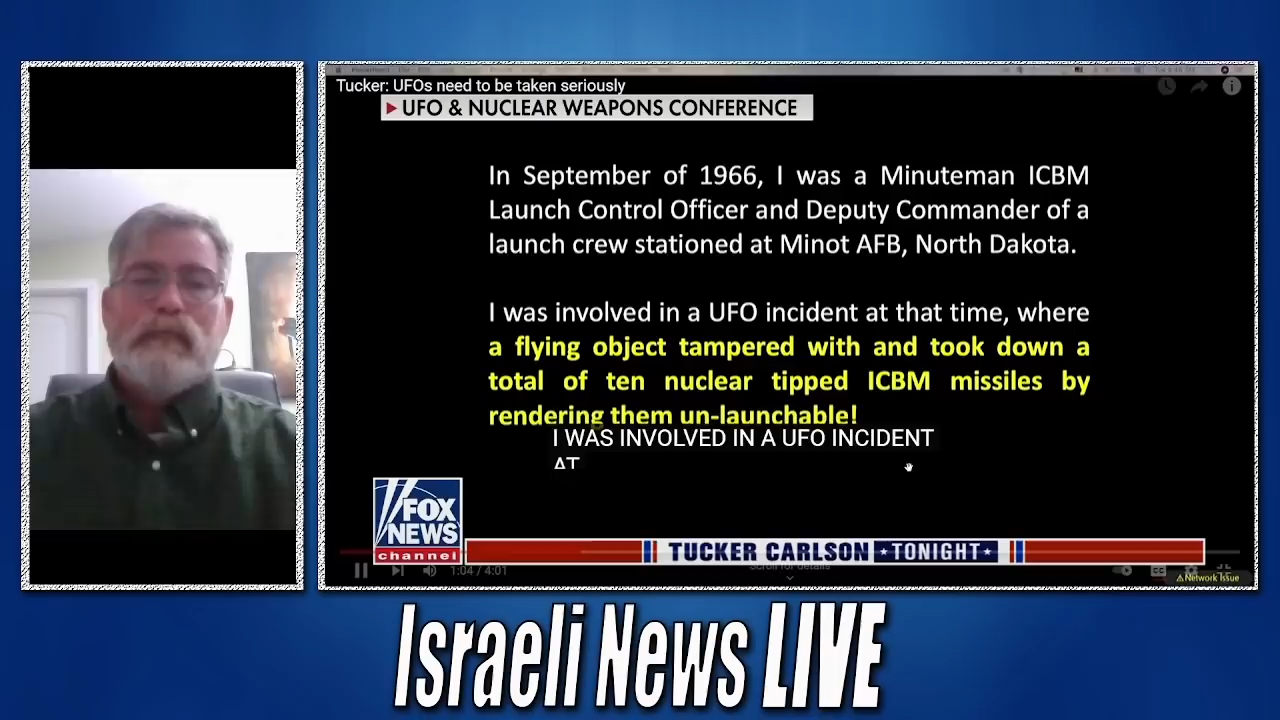 Tucker: UFOs need to be taken seriously
UFO & NUCLEAR WEAPONS CONFERENCE
In September of 1966, I was a Minuteman ICBM
Launch Control Officer and Deputy Commander of a
launch crew stationed at Minot AFB, North Dakota.
I was involved in a UFO incident at that time, where
a flying object tampered with and took down a
total of ten nuclear tipped ICBM missiles by
rendering them un-launchable!
I WAS INVOLVED IN A UFO INCIDENT
AT
FOX
NEWS
channel
TUCKER CARLSON TONIGHT
Scroll for details
1:04 / 4:01
Network Issue
Israeli News LIVE